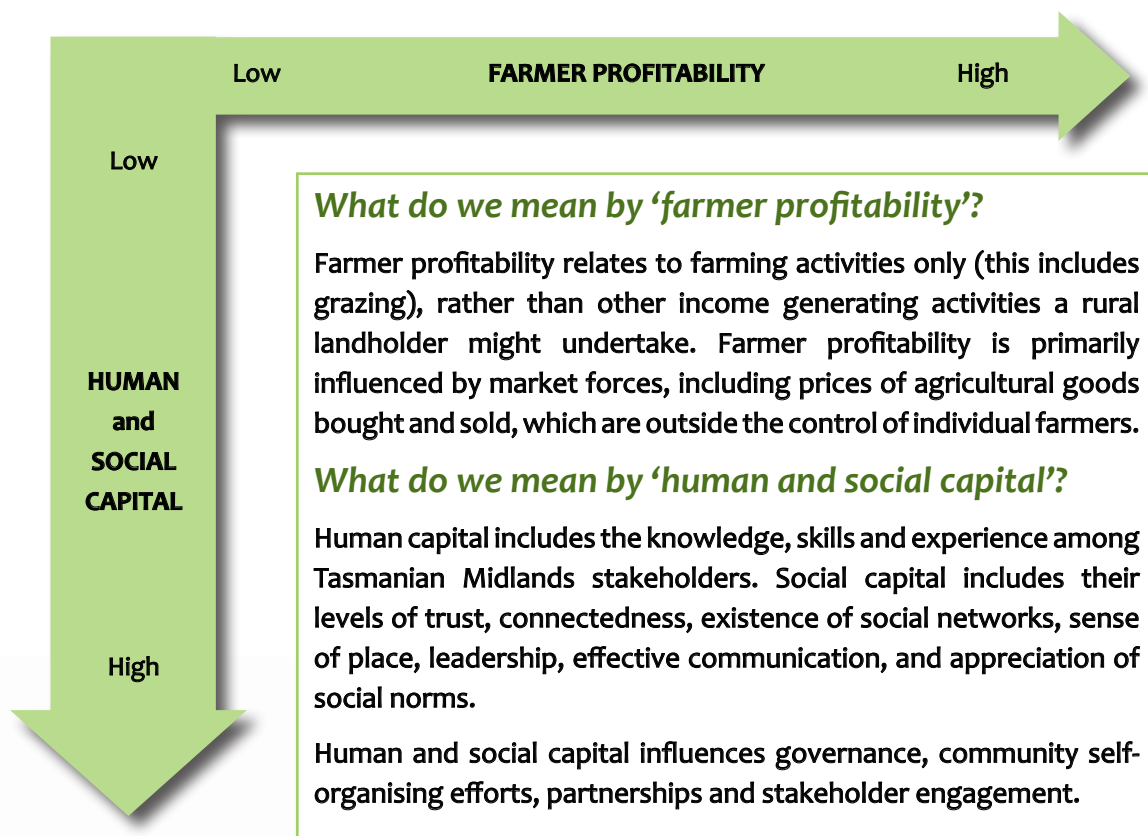 Low FARMER PROFITABILITY High
Low
HUMAN
and
SOCIAL
CAPITAL
High
What do we mean by ‘farmer profitability’?
Farmer profitability relates to farming activities only (this includes
grazing), rather than other income generating activities a rural
landholder might undertake. Farmer profitability is primarily
influenced by market forces, including prices of agricultural goods
bought and sold, which are outside the control of individual farmers.
What do we mean by ‘human and social capital’?
Human capital includes the knowledge, skills and experience among
Tasmanian Midlands stakeholders. Social capital includes their
levels of trust, connectedness, existence of social networks, sense
of place, leadership, effective communication, and appreciation of
social norms.
Human and social capital influences governance, community self-
organising efforts, partnerships and stakeholder engagement.